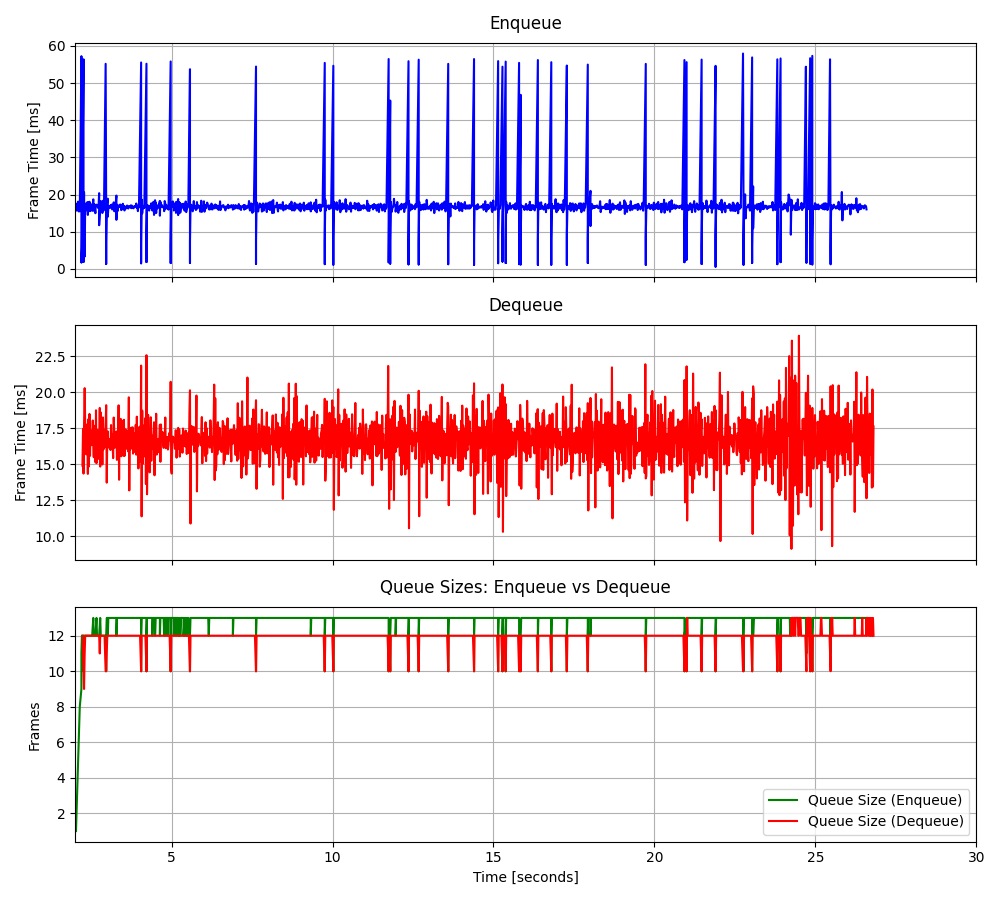 Enqueue
60
50
40
30
20
10
0
Frame Time [ms]
Dequeue
22.5
20.0
17.5
15.0
12.5
10.0
Frame Time [ms]
Queue Sizes: Enqueue vs Dequeue
12
10
8
6
4
2
Frames
Queue Size (Enqueue)
Queue Size (Dequeue)
5 10 15 20 25 30
Time [seconds]